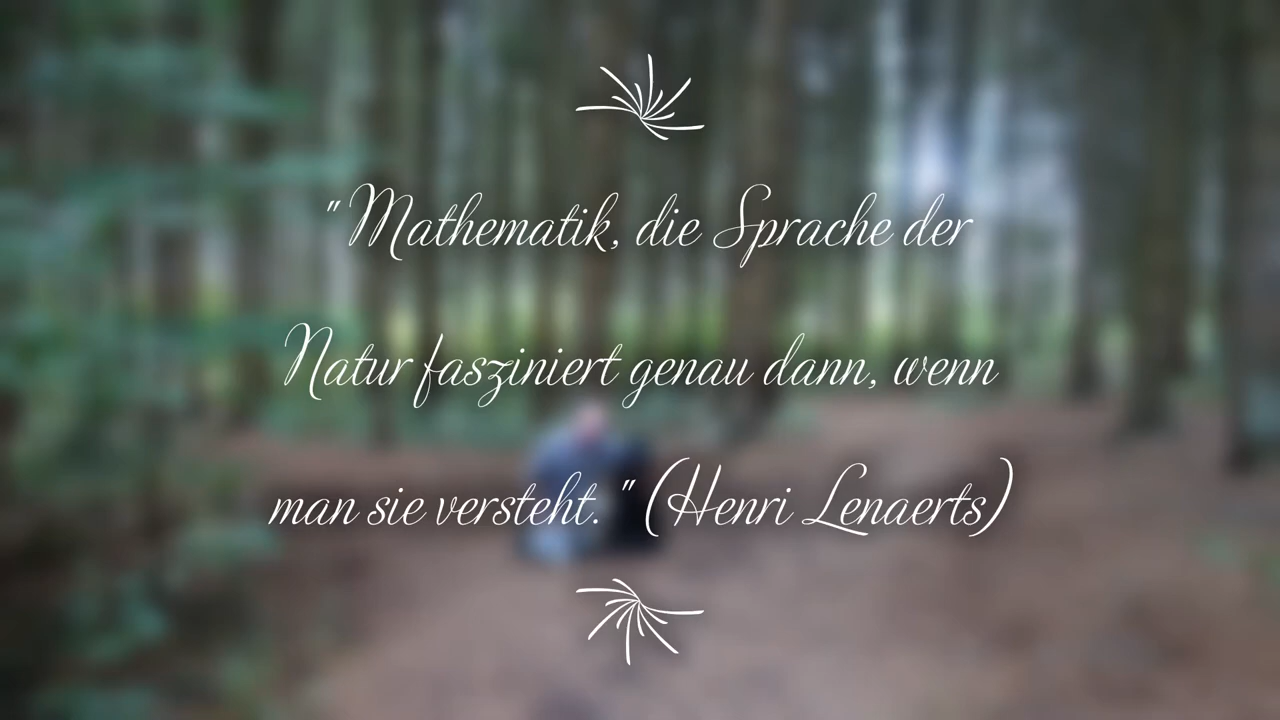 "Mathematik, die Sprache der
Natur fasziniert genau dann, wenn
man sie versteht." (Henri Lenaerts)